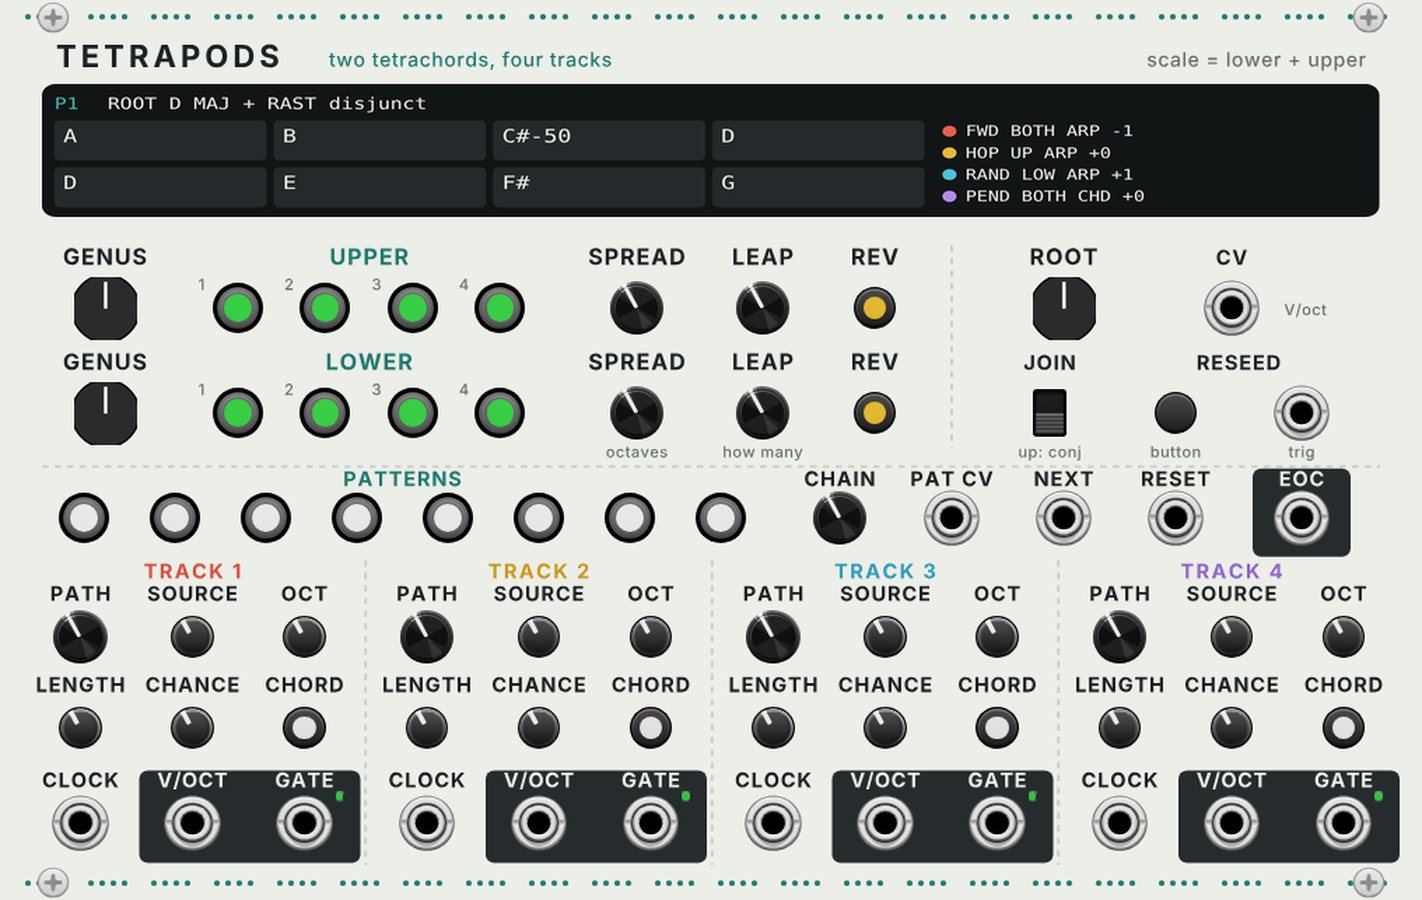 TETRAPODS two tetrachords, four tracks scale = lower + upper
P1 ROOT D MAJ + RAST disjunct
A B C#-50 D
D E F# G
FWD BOTH ARP -1
HOP UP ARP +0
RAND LOW ARP +1
PEND BOTH CHD +0
GENUS UPPER SPREAD LEAP REV ROOT CV
1 2 3 4
V/oct
GENUS LOWER SPREAD LEAP REV JOIN RESEED
1 2 3 4
octaves how many up: conj button trig
PATTERNS CHAIN PAT CV NEXT RESET EOC
TRACK 1 TRACK 2 TRACK 3 TRACK 4
PATH SOURCE OCT PATH SOURCE OCT PATH SOURCE OCT PATH SOURCE OCT
LENGTH CHANCE CHORD LENGTH CHANCE CHORD LENGTH CHANCE CHORD LENGTH CHANCE CHORD
CLOCK V/OCT GATE CLOCK V/OCT GATE CLOCK V/OCT GATE CLOCK V/OCT GATE